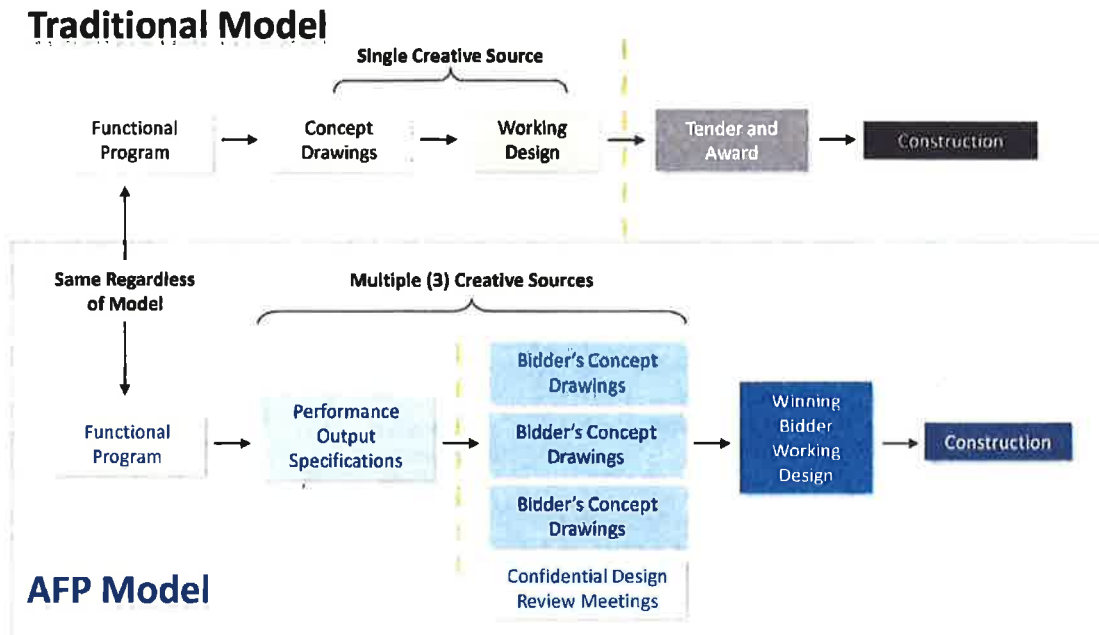 Traditional Model
Single Creative Source
Functional
Program
Concept
Drawings
Working
Design
Tender and
Award
Construction
Same Regardless
of Model
Multiple (3) Creative Sources
Functional
Program
Performance
Output
Specifications
Bidder's Concept
Drawings
Bidder's Concept
Drawings
Bidder's Concept
Drawings
Confidential Design
Review Meetings
Winning
Bidder
Working
Design
Construction
AFP Model